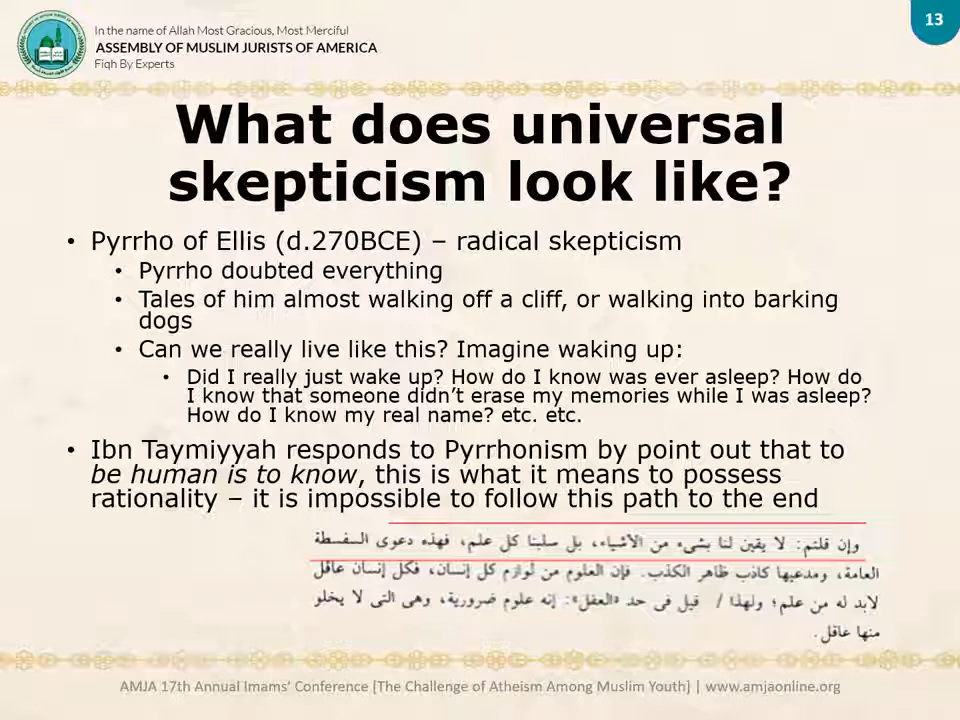 13
In the name of Allah Most Gracious, Most Merciful
ASSEMBLY OF MUSLIM JURISTS OF AMERICA
Fiqh By Experts
What does universal
skepticism look like?
• Pyrrho of Ellis (d.270BCE) – radical skepticism
• Pyrrho doubted everything
• Tales of him almost walking off a cliff, or walking into barking
dogs
• Can we really live like this? Imagine waking up:
• Did I really just wake up? How do I know was ever asleep? How do
I know that someone didn’t erase my memories while I was asleep?
How do I know my real name? etc. etc.
• Ibn Taymiyyah responds to Pyrrhonism by point out that to
be human is to know, this is what it means to possess
rationality – it is impossible to follow this path to the end
وإن قلتم: لا يقين لنا بشىء من الأشياء، بل سلبنا كل علم، فهذه دعوى السفسطة
العامة، ومدعيها كاذب ظاهر الكذب. فإن العلوم من لوازم كل إنسان، فكل إنسان عاقل
لابد له من علم؛ ولهذا / قيل فى حد «العقل»: إنه علوم ضرورية، وهى التى لا يخلو
منها عاقل.
AMJA 17th Annual Imams' Conference [The Challenge of Atheism Among Muslim Youth] | www.amjaonline.org